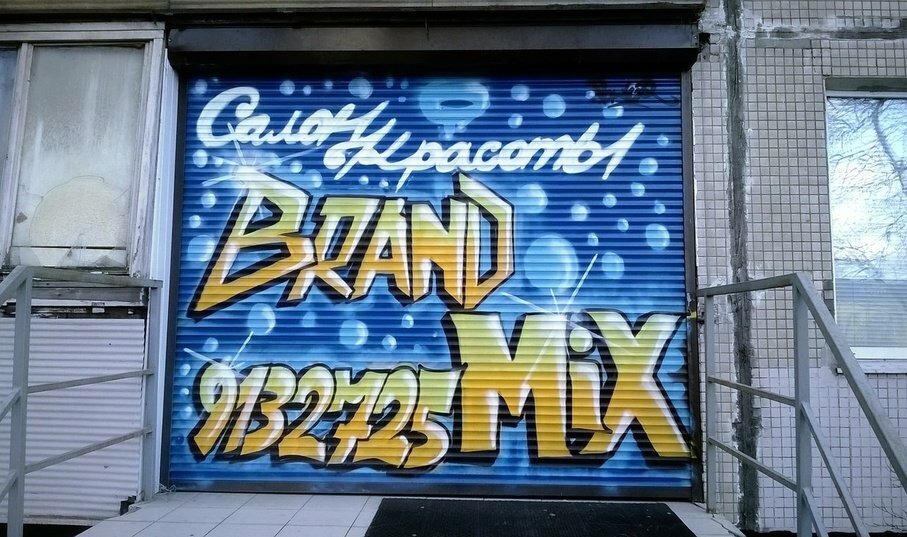 Салон красоты
BRAND
MiX
9132725